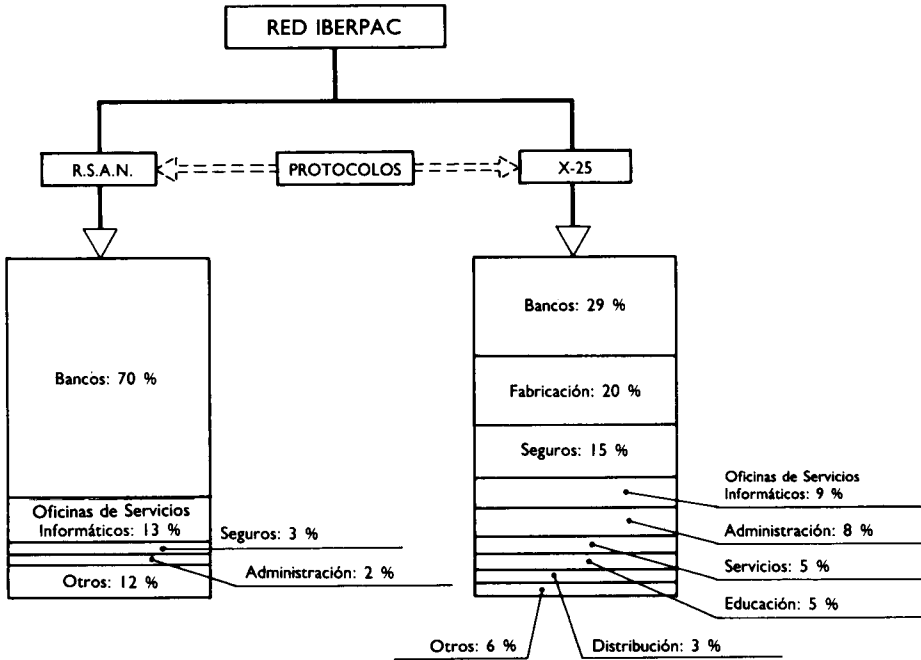 RED IBERPAC
R.S.A.N.
PROTOCOLOS
X-25
Bancos: 70 %
Oficinas de Servicios
Informáticos: 13 %
Seguros: 3 %
Administración: 2 %
Otros: 12 %
Bancos: 29 %
Fabricación: 20 %
Seguros: 15 %
Oficinas de Servicios
Informáticos: 9 %
Administración: 8 %
Servicios: 5 %
Educación: 5 %
Otros: 6 %
Distribución: 3 %